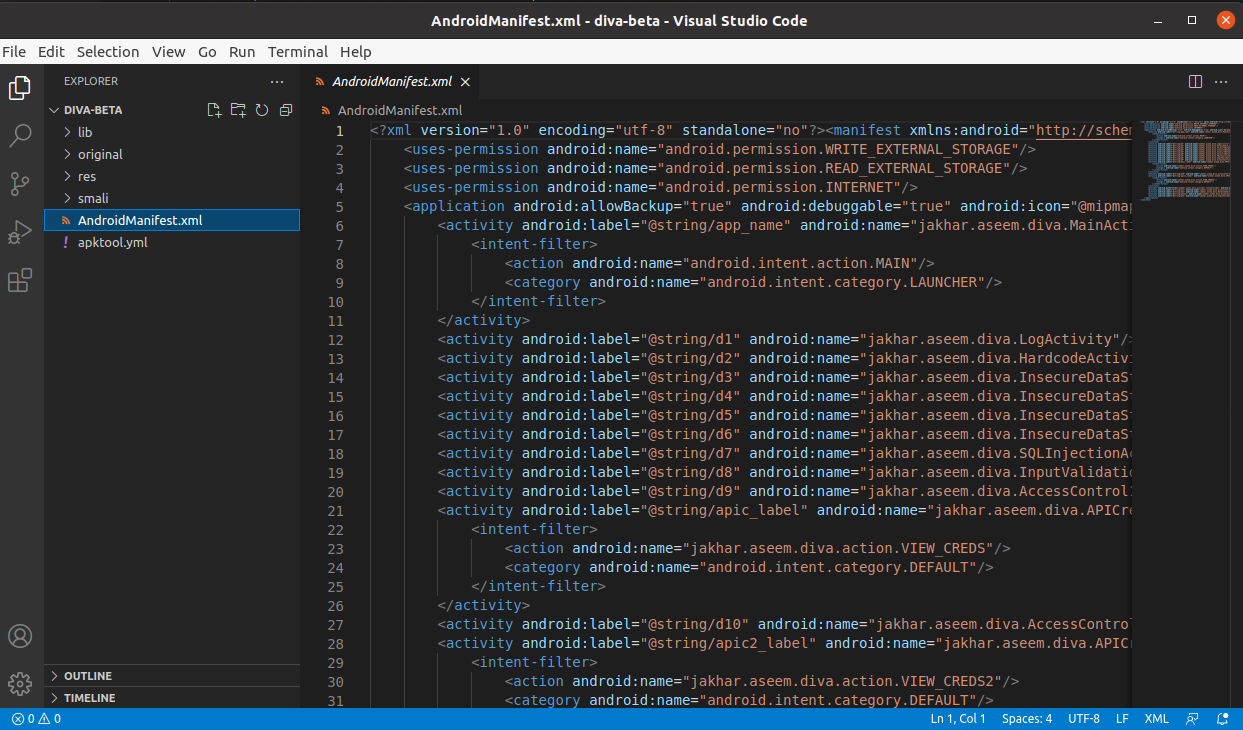 AndroidManifest.xml - diva-beta - Visual Studio Code
File Edit Selection View Go Run Terminal Help
EXPLORER
DIVA-BETA
lib
original
res
smali
AndroidManifest.xml
! apktool.yml
OUTLINE
TIMELINE
AndroidManifest.xml
AndroidManifest.xml
1 <?xml version="1.0" encoding="utf-8" standalone="no"?><manifest xmlns:android="http://schem
2 <uses-permission android:name="android.permission.WRITE_EXTERNAL_STORAGE"/>
3 <uses-permission android:name="android.permission.READ_EXTERNAL_STORAGE"/>
4 <uses-permission android:name="android.permission.INTERNET"/>
5 <application android:allowBackup="true" android:debuggable="true" android:icon="@mipmap
6 <activity android:label="@string/app_name" android:name="jakhar.aseem.diva.MainActi
7 <intent-filter>
8 <action android:name="android.intent.action.MAIN"/>
9 <category android:name="android.intent.category.LAUNCHER"/>
10 </intent-filter>
11 </activity>
12 <activity android:label="@string/d1" android:name="jakhar.aseem.diva.LogActivity"/>
13 <activity android:label="@string/d2" android:name="jakhar.aseem.diva.HardcodeActivi
14 <activity android:label="@string/d3" android:name="jakhar.aseem.diva.InsecureDataSt
15 <activity android:label="@string/d4" android:name="jakhar.aseem.diva.InsecureDataSt
16 <activity android:label="@string/d5" android:name="jakhar.aseem.diva.InsecureDataSt
17 <activity android:label="@string/d6" android:name="jakhar.aseem.diva.InsecureDataSt
18 <activity android:label="@string/d7" android:name="jakhar.aseem.diva.SQLInjectionAc
19 <activity android:label="@string/d8" android:name="jakhar.aseem.diva.InputValidatio
20 <activity android:label="@string/d9" android:name="jakhar.aseem.diva.AccessControl1
21 <activity android:label="@string/apic_label" android:name="jakhar.aseem.diva.APICre
22 <intent-filter>
23 <action android:name="jakhar.aseem.diva.action.VIEW_CREDS"/>
24 <category android:name="android.intent.category.DEFAULT"/>
25 </intent-filter>
26 </activity>
27 <activity android:label="@string/d10" android:name="jakhar.aseem.diva.AccessControl
28 <activity android:label="@string/apic2_label" android:name="jakhar.aseem.diva.APICr
29 <intent-filter>
30 <action android:name="jakhar.aseem.diva.action.VIEW_CREDS2"/>
31 <category android:name="android.intent.category.DEFAULT"/>
0 0 Ln 1, Col 1 Spaces: 4 UTF-8 LF XML